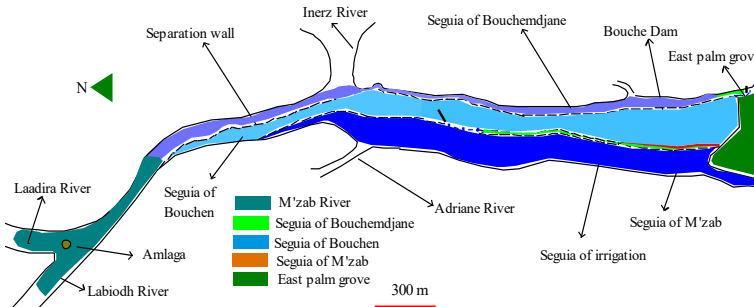 Inerz River
Separation wall
Seguia of Bouchemdjane
Bouche Dam
East palm grove
N
Laadira River
Seguia of
Bouchen
Adriane River
Seguia of M'zab
Amlaga
Seguia of irrigation
Labiodh River
M'zab River
Seguia of Bouchemdjane
Seguia of Bouchen
Seguia of M'zab
East palm grove
300 m